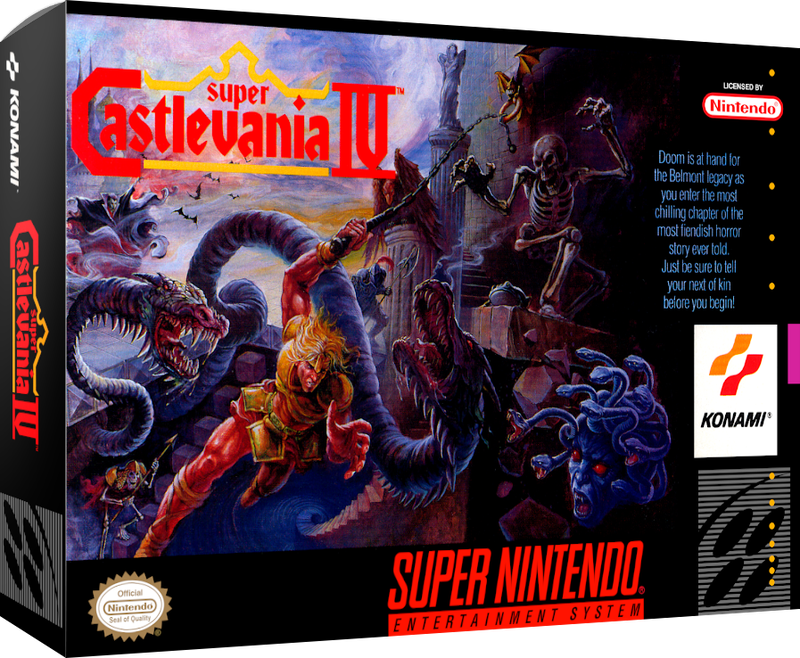 KONAMI™
Super
Castlevania IV
Super
Castlevania IV™
LICENSED BY
Nintendo®
Doom is at hand for
the Belmont legacy as
you enter the most
chilling chapter of the
most fiendish horror
story ever told.
Just be sure to tell
your next of kin
before you begin!
KONAMI®
SUPER NINTENDO®
ENTERTAINMENT SYSTEM
Official
Nintendo
Seal of Quality
®